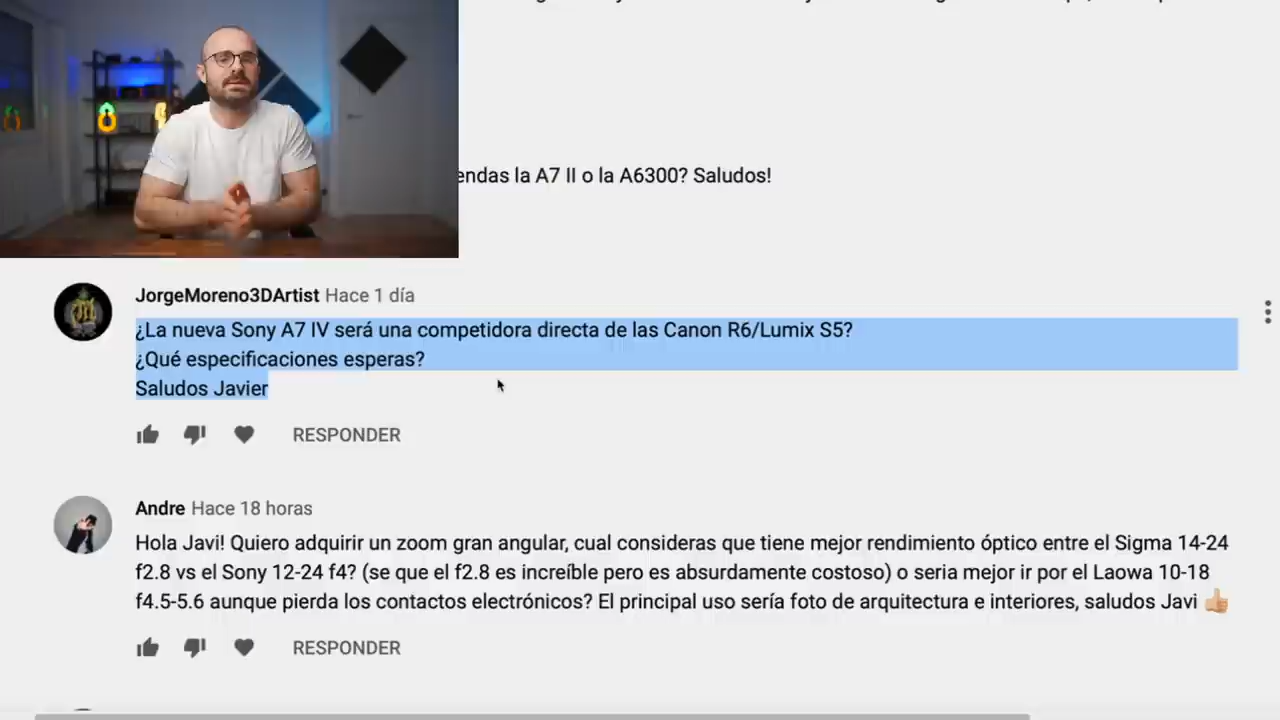 endas la A7 II o la A6300? Saludos!
JorgeMoreno3DArtist Hace 1 día
¿La nueva Sony A7 IV será una competidora directa de las Canon R6/Lumix S5?
¿Qué especificaciones esperas?
Saludos Javier
RESPONDER
Andre Hace 18 horas
Hola Javi! Quiero adquirir un zoom gran angular, cual consideras que tiene mejor rendimiento óptico entre el Sigma 14-24
f2.8 vs el Sony 12-24 f4? (se que el f2.8 es increíble pero es absurdamente costoso) o seria mejor ir por el Laowa 10-18
f4.5-5.6 aunque pierda los contactos electrónicos? El principal uso sería foto de arquitectura e interiores, saludos Javi 👍🏼
RESPONDER